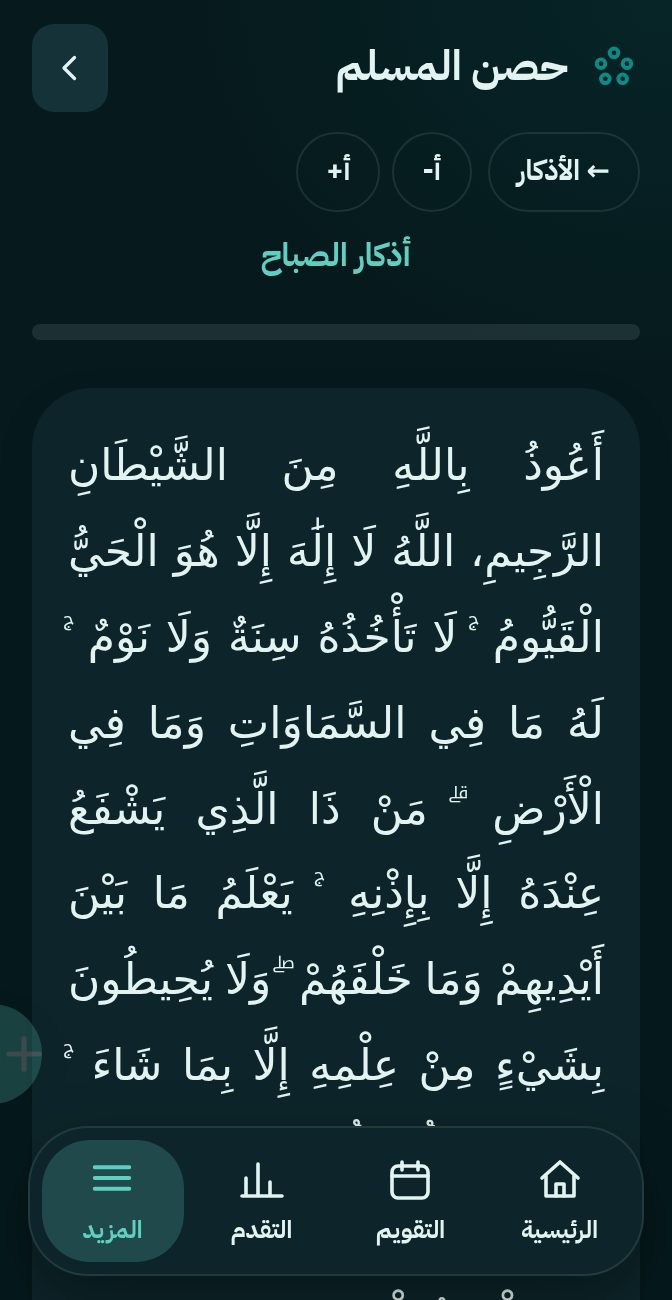 حصن المسلم
← الأذكار
أ-
أ+
أذكار الصباح
أَعُوذُ بِاللَّهِ مِنَ الشَّيْطَانِ
الرَّجِيمِ، اللَّهُ لَا إِلَٰهَ إِلَّا هُوَ الْحَيُّ
الْقَيُّومُ ۚ لَا تَأْخُذُهُ سِنَةٌ وَلَا نَوْمٌ ۚ
لَهُ مَا فِي السَّمَاوَاتِ وَمَا فِي
الْأَرْضِ ۗ مَنْ ذَا الَّذِي يَشْفَعُ
عِنْدَهُ إِلَّا بِإِذْنِهِ ۚ يَعْلَمُ مَا بَيْنَ
أَيْدِيهِمْ وَمَا خَلْفَهُمْ ۖ وَلَا يُحِيطُونَ
بِشَيْءٍ مِنْ عِلْمِهِ إِلَّا بِمَا شَاءَ ۚ
الرئيسية
التقويم
التقدم
المزيد